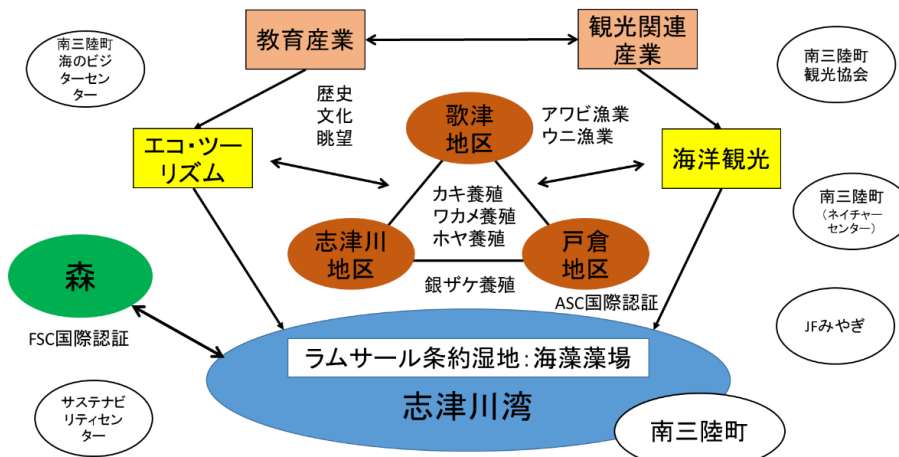 南三陸町
海のビジ
ターセン
ター
教育産業
観光関連
産業
南三陸町
観光協会
歴史
文化
眺望
歌津
地区
アワビ漁業
ウニ漁業
エコ・ツー
リズム
海洋観光
カキ養殖
ワカメ養殖
ホヤ養殖
南三陸町
(ネイチャー
センター)
志津川
地区
戸倉
地区
森
銀ザケ養殖
ASC国際認証
FSC国際認証
JFみやぎ
ラムサール条約湿地:海藻藻場
志津川湾
サステナビ
リティセン
ター
南三陸町